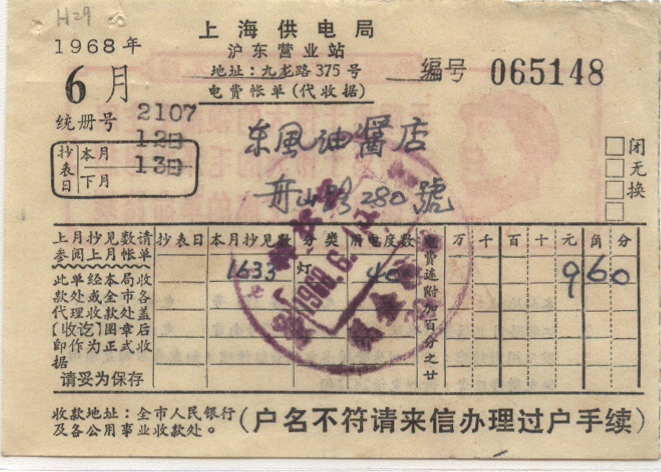 H29
上海供电局
1968年
沪东营业站
地址：九龙路375号
6月
编号 065148
电费帐单(代收据)
统册号 2107
抄表日 本月 12日
下月 13日
东風油醬店
舟山路280號
闭
无
换
上月抄见数请参阅上月帐单
抄表日 本月抄见数 分类 用电度数 电费连附加百分之廿 万 千 百 十 元 角 分
1633 灯 40 9 6 0
此单经本局收
款处或全市各
代理收款处盖
〔收讫〕图章后
即作为正式收
据
请妥为保存
收款地址：全市人民银行
及各公用事业收款处。
(户名不符请来信办理过户手续)